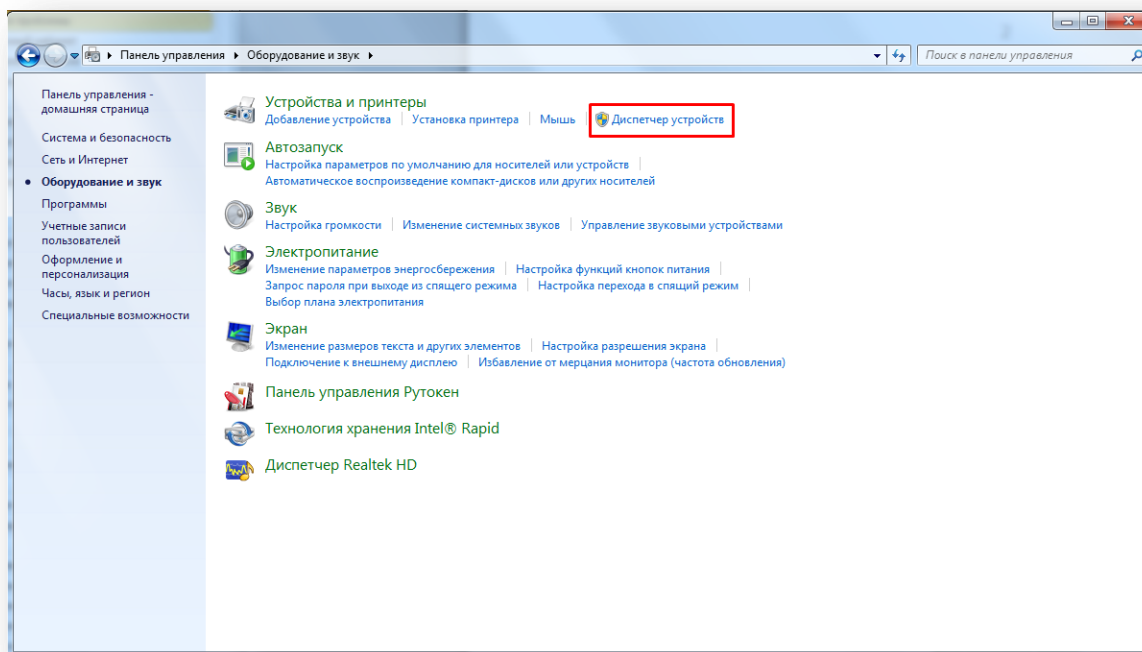 Панель управления ▸ Оборудование и звук ▸
Поиск в панели управления
Панель управления -
домашняя страница
Система и безопасность
Сеть и Интернет
Оборудование и звук
Программы
Учетные записи
пользователей
Оформление и
персонализация
Часы, язык и регион
Специальные возможности
Устройства и принтеры
Добавление устройства | Установка принтера | Мышь | Диспетчер устройств
Автозапуск
Настройка параметров по умолчанию для носителей или устройств |
Автоматическое воспроизведение компакт-дисков или других носителей
Звук
Настройка громкости | Изменение системных звуков | Управление звуковыми устройствами
Электропитание
Изменение параметров энергосбережения | Настройка функций кнопок питания |
Запрос пароля при выходе из спящего режима | Настройка перехода в спящий режим |
Выбор плана электропитания
Экран
Изменение размеров текста и других элементов | Настройка разрешения экрана |
Подключение к внешнему дисплею | Избавление от мерцания монитора (частота обновления)
Панель управления Рутокен
Технология хранения Intel® Rapid
Диспетчер Realtek HD